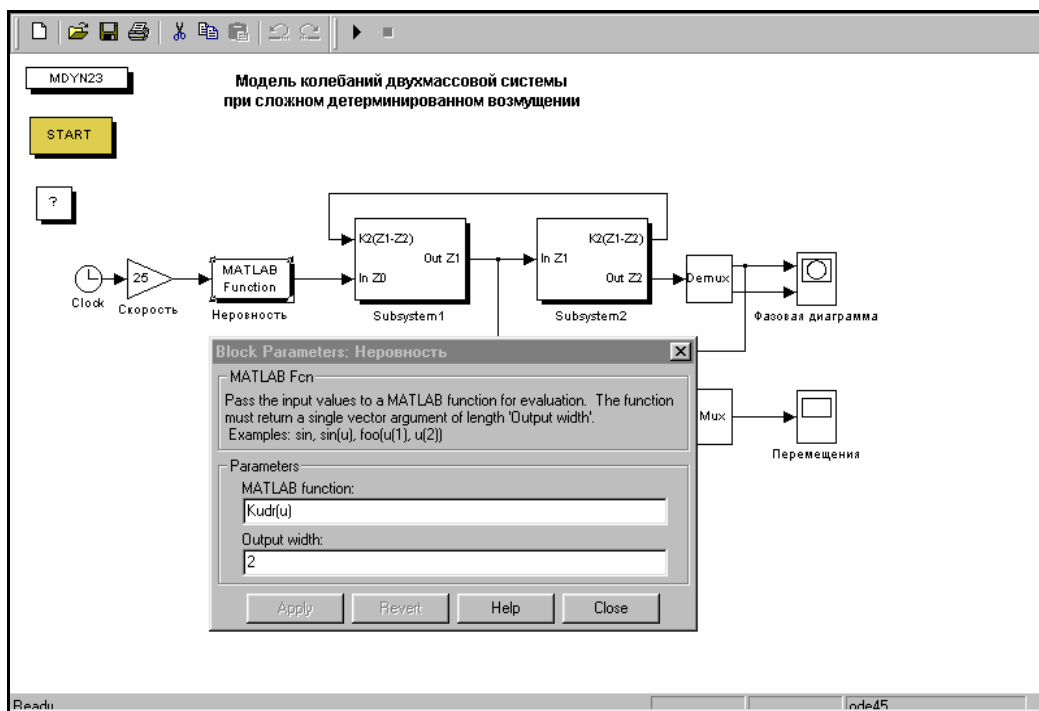 MDYN23
Модель колебаний двухмассовой системы
при сложном детерминированном возмущении
START
?
K2(Z1-Z2)
In Z0
Out Z1
Subsystem1
K2(Z1-Z2)
In Z1
Out Z2
Subsystem2
Clock
25
Скорость
MATLAB
Function
Неровность
Demux
Фазовая диаграмма
Mux
Перемещения
Block Parameters: Неровность
MATLAB Fcn
Pass the input values to a MATLAB function for evaluation. The function
must return a single vector argument of length 'Output width'.
Examples: sin, sin(u), foo(u(1), u(2))
Parameters
MATLAB function:
Kudr(u)
Output width:
2
Apply
Revert
Help
Close
Ready
ode45